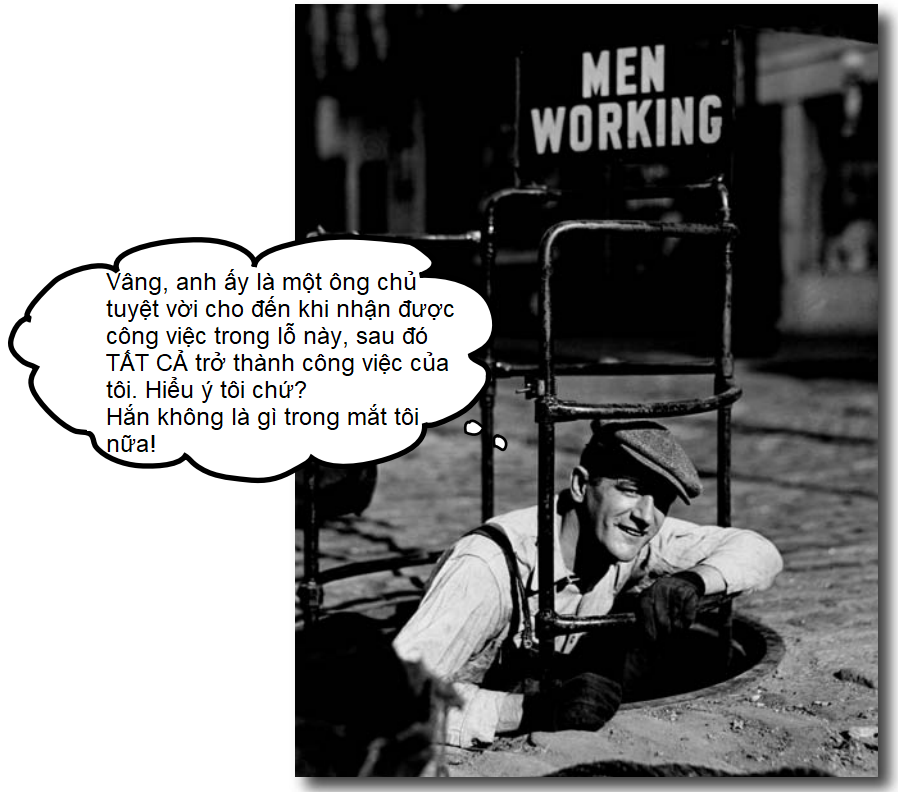 MEN
WORKING
Vâng, anh ấy là một ông chủ
tuyệt vời cho đến khi nhận được
công việc trong lỗ này, sau đó
TẤT CẢ trở thành công việc của
tôi. Hiểu ý tôi chứ?
Hắn không là gì trong mắt tôi
nữa!